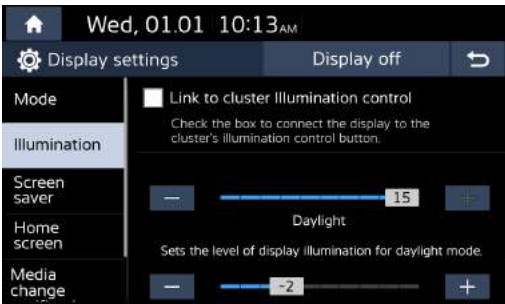 Wed, 01.01 10:13AM
Display settings
Display off
Mode
Illumination
Screen
saver
Home
screen
Media
change
Link to cluster Illumination control
Check the box to connect the display to the
cluster's illumination control button.
15
Daylight
Sets the level of display illumination for daylight mode.
-2